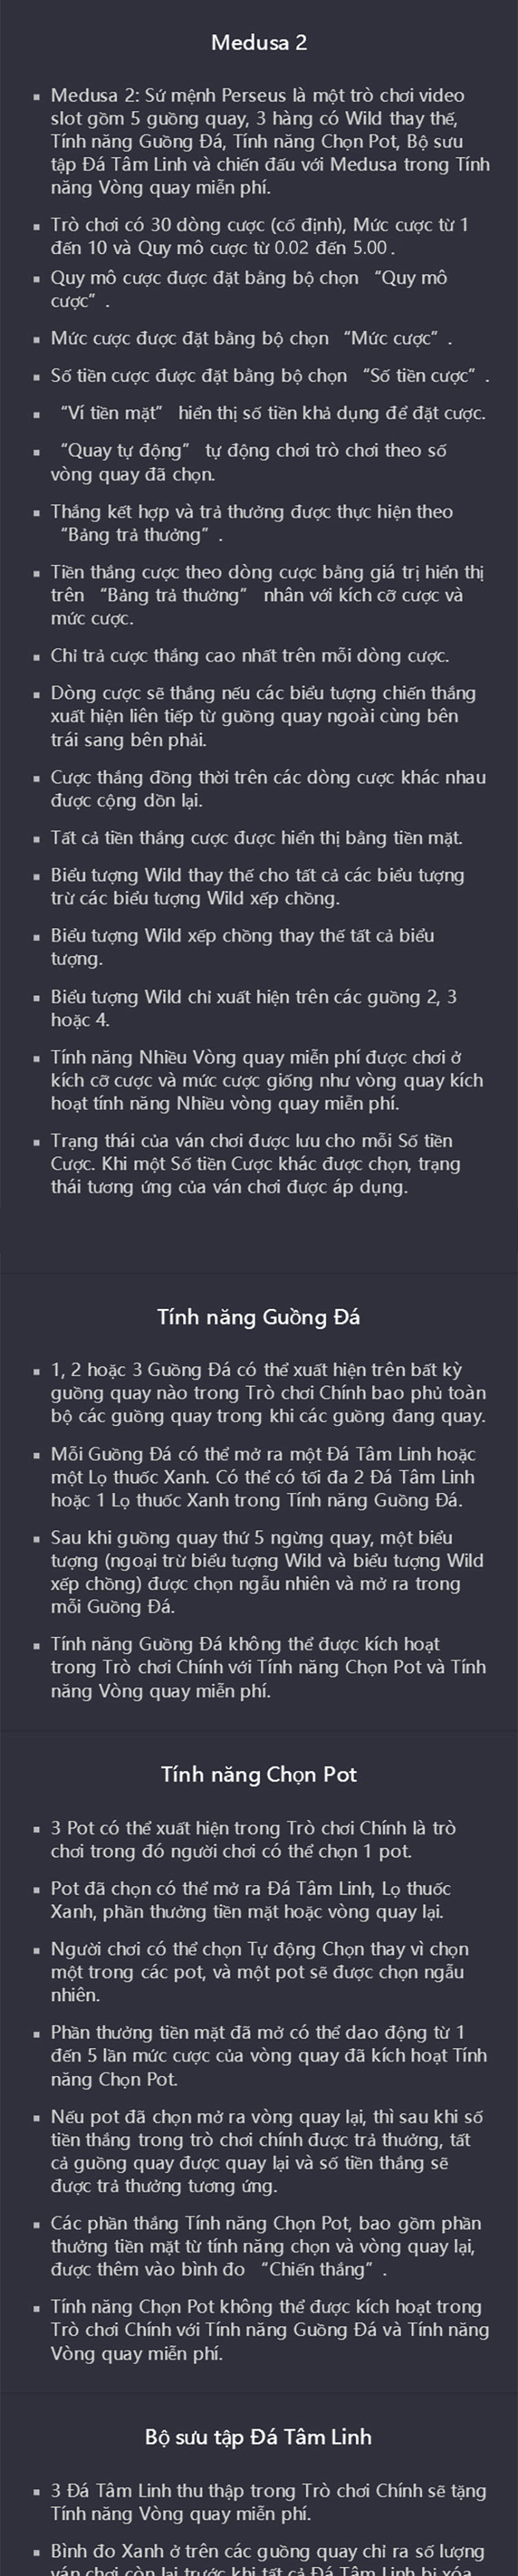 Medusa 2
▪ Medusa 2: Sứ mệnh Perseus là một trò chơi video
slot gồm 5 guồng quay, 3 hàng có Wild thay thế,
Tính năng Guồng Đá, Tính năng Chọn Pot, Bộ sưu
tập Đá Tâm Linh và chiến đấu với Medusa trong Tính
năng Vòng quay miễn phí.
▪ Trò chơi có 30 dòng cược (cố định), Mức cược từ 1
đến 10 và Quy mô cược từ 0.02 đến 5.00 .
▪ Quy mô cược được đặt bằng bộ chọn “Quy mô
cược” .
▪ Mức cược được đặt bằng bộ chọn “Mức cược” .
▪ Số tiền cược được đặt bằng bộ chọn “Số tiền cược” .
▪ “Ví tiền mặt” hiển thị số tiền khả dụng để đặt cược.
▪ “Quay tự động” tự động chơi trò chơi theo số
vòng quay đã chọn.
▪ Thắng kết hợp và trả thưởng được thực hiện theo
“Bảng trả thưởng” .
▪ Tiền thắng cược theo dòng cược bằng giá trị hiển thị
trên “Bảng trả thưởng” nhân với kích cỡ cược và
mức cược.
▪ Chỉ trả cược thắng cao nhất trên mỗi dòng cược.
▪ Dòng cược sẽ thắng nếu các biểu tượng chiến thắng
xuất hiện liên tiếp từ guồng quay ngoài cùng bên
trái sang bên phải.
▪ Cược thắng đồng thời trên các dòng cược khác nhau
được cộng dồn lại.
▪ Tất cả tiền thắng cược được hiển thị bằng tiền mặt.
▪ Biểu tượng Wild thay thế cho tất cả các biểu tượng
trừ các biểu tượng Wild xếp chồng.
▪ Biểu tượng Wild xếp chồng thay thế tất cả biểu
tượng.
▪ Biểu tượng Wild chỉ xuất hiện trên các guồng 2, 3
hoặc 4.
▪ Tính năng Nhiều Vòng quay miễn phí được chơi ở
kích cỡ cược và mức cược giống như vòng quay kích
hoạt tính năng Nhiều vòng quay miễn phí.
▪ Trạng thái của ván chơi được lưu cho mỗi Số tiền
Cược. Khi một Số tiền Cược khác được chọn, trạng
thái tương ứng của ván chơi được áp dụng.
Tính năng Guồng Đá
▪ 1, 2 hoặc 3 Guồng Đá có thể xuất hiện trên bất kỳ
guồng quay nào trong Trò chơi Chính bao phủ toàn
bộ các guồng quay trong khi các guồng đang quay.
▪ Mỗi Guồng Đá có thể mở ra một Đá Tâm Linh hoặc
một Lọ thuốc Xanh. Có thể có tối đa 2 Đá Tâm Linh
hoặc 1 Lọ thuốc Xanh trong Tính năng Guồng Đá.
▪ Sau khi guồng quay thứ 5 ngừng quay, một biểu
tượng (ngoại trừ biểu tượng Wild và biểu tượng Wild
xếp chồng) được chọn ngẫu nhiên và mở ra trong
mỗi Guồng Đá.
▪ Tính năng Guồng Đá không thể được kích hoạt
trong Trò chơi Chính với Tính năng Chọn Pot và Tính
năng Vòng quay miễn phí.
Tính năng Chọn Pot
▪ 3 Pot có thể xuất hiện trong Trò chơi Chính là trò
chơi trong đó người chơi có thể chọn 1 pot.
▪ Pot đã chọn có thể mở ra Đá Tâm Linh, Lọ thuốc
Xanh, phần thưởng tiền mặt hoặc vòng quay lại.
▪ Người chơi có thể chọn Tự động Chọn thay vì chọn
một trong các pot, và một pot sẽ được chọn ngẫu
nhiên.
▪ Phần thưởng tiền mặt đã mở có thể dao động từ 1
đến 5 lần mức cược của vòng quay đã kích hoạt Tính
năng Chọn Pot.
▪ Nếu pot đã chọn mở ra vòng quay lại, thì sau khi số
tiền thắng trong trò chơi chính được trả thưởng, tất
cả guồng quay được quay lại và số tiền thắng sẽ
được trả thưởng tương ứng.
▪ Các phần thắng Tính năng Chọn Pot, bao gồm phần
thưởng tiền mặt từ tính năng chọn và vòng quay lại,
được thêm vào bình đo “Chiến thắng” .
▪ Tính năng Chọn Pot không thể được kích hoạt trong
Trò chơi Chính với Tính năng Guồng Đá và Tính năng
Vòng quay miễn phí.
Bộ sưu tập Đá Tâm Linh
▪ 3 Đá Tâm Linh thu thập trong Trò chơi Chính sẽ tặng
Tính năng Vòng quay miễn phí.
▪ Bình đo Xanh ở trên các guồng quay chỉ ra số lượng
ván chơi còn lại trước khi tất cả Đá Tâm Linh bị xóa